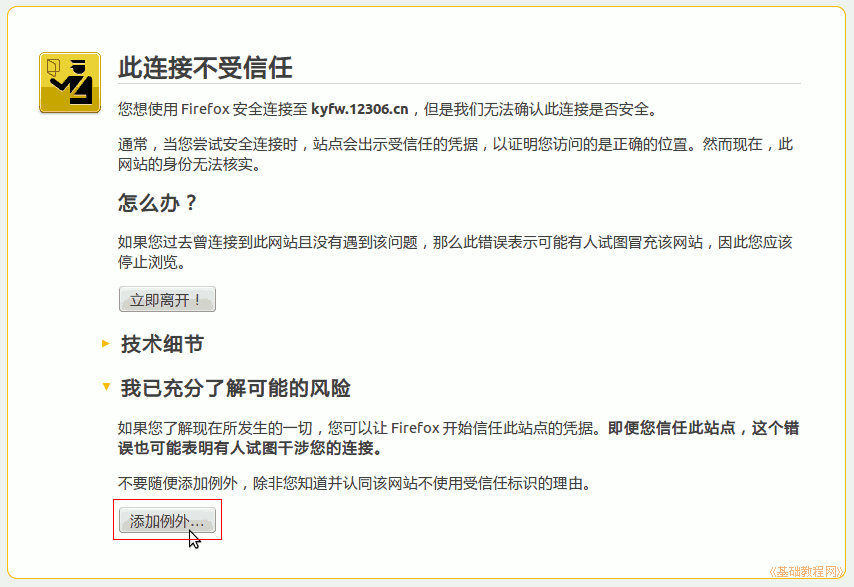 此连接不受信任
您想使用 Firefox 安全连接至 kyfw.12306.cn，但是我们无法确认此连接是否安全。
通常，当您尝试安全连接时，站点会出示受信任的凭据，以证明您访问的是正确的位置。然而现在，此
网站的身份无法核实。
怎么办？
如果您过去曾连接到此网站且没有遇到该问题，那么此错误表示可能有人试图冒充该网站，因此您应该
停止浏览。
立即离开！
技术细节
我已充分了解可能的风险
如果您了解现在所发生的一切，您可以让 Firefox 开始信任此站点的凭据。即便您信任此站点，这个错
误也可能表明有人试图干涉您的连接。
不要随便添加例外，除非您知道并认同该网站不使用受信任标识的理由。
添加例外...
《基础教程网》